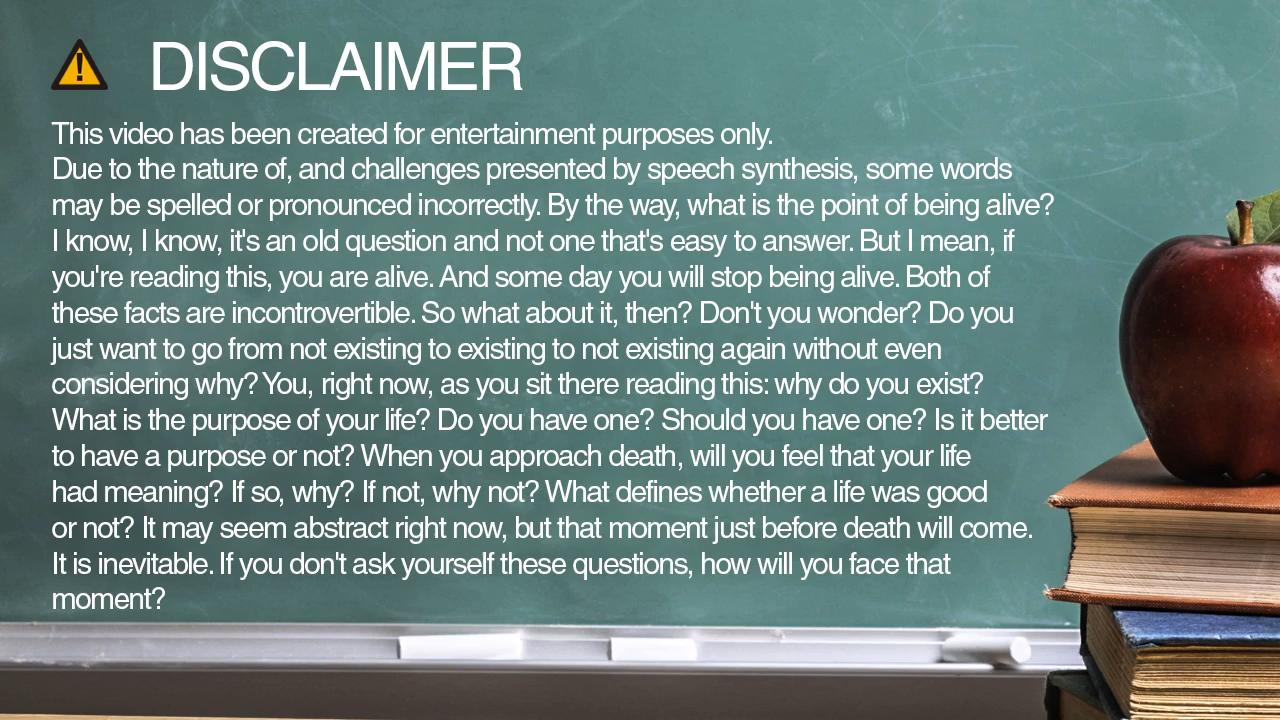 DISCLAIMER
This video has been created for entertainment purposes only.
Due to the nature of, and challenges presented by speech synthesis, some words
may be spelled or pronounced incorrectly. By the way, what is the point of being alive?
I know, I know, it's an old question and not one that's easy to answer. But I mean, if
you're reading this, you are alive. And some day you will stop being alive. Both of
these facts are incontrovertible. So what about it, then? Don't you wonder? Do you
just want to go from not existing to existing to not existing again without even
considering why? You, right now, as you sit there reading this: why do you exist?
What is the purpose of your life? Do you have one? Should you have one? Is it better
to have a purpose or not? When you approach death, will you feel that your life
had meaning? If so, why? If not, why not? What defines whether a life was good
or not? It may seem abstract right now, but that moment just before death will come.
It is inevitable. If you don't ask yourself these questions, how will you face that
moment?